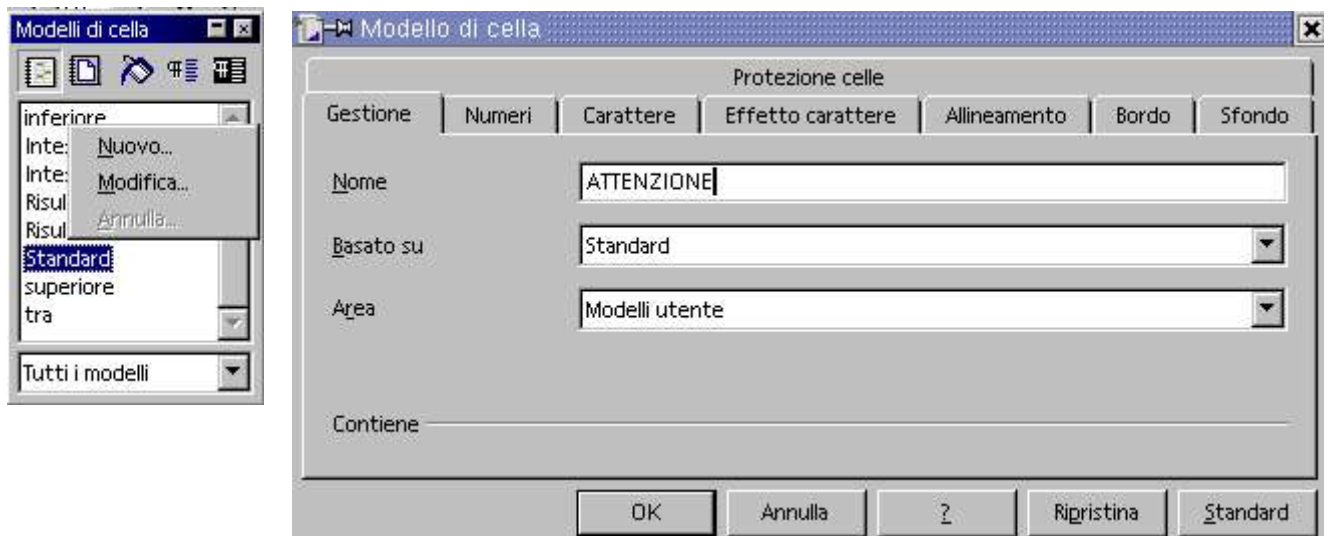 Modelli di cella
inferiore
Inte
Inte
Risul
Risul
Standard
superiore
tra
Tutti i modelli
Nuovo...
Modifica...
Annulla...
Modello di cella
Protezione celle
Gestione Numeri Carattere Effetto carattere Allineamento Bordo Sfondo
Nome ATTENZIONE
Basato su Standard
Area Modelli utente
Contiene
OK Annulla ? Ripristina Standard